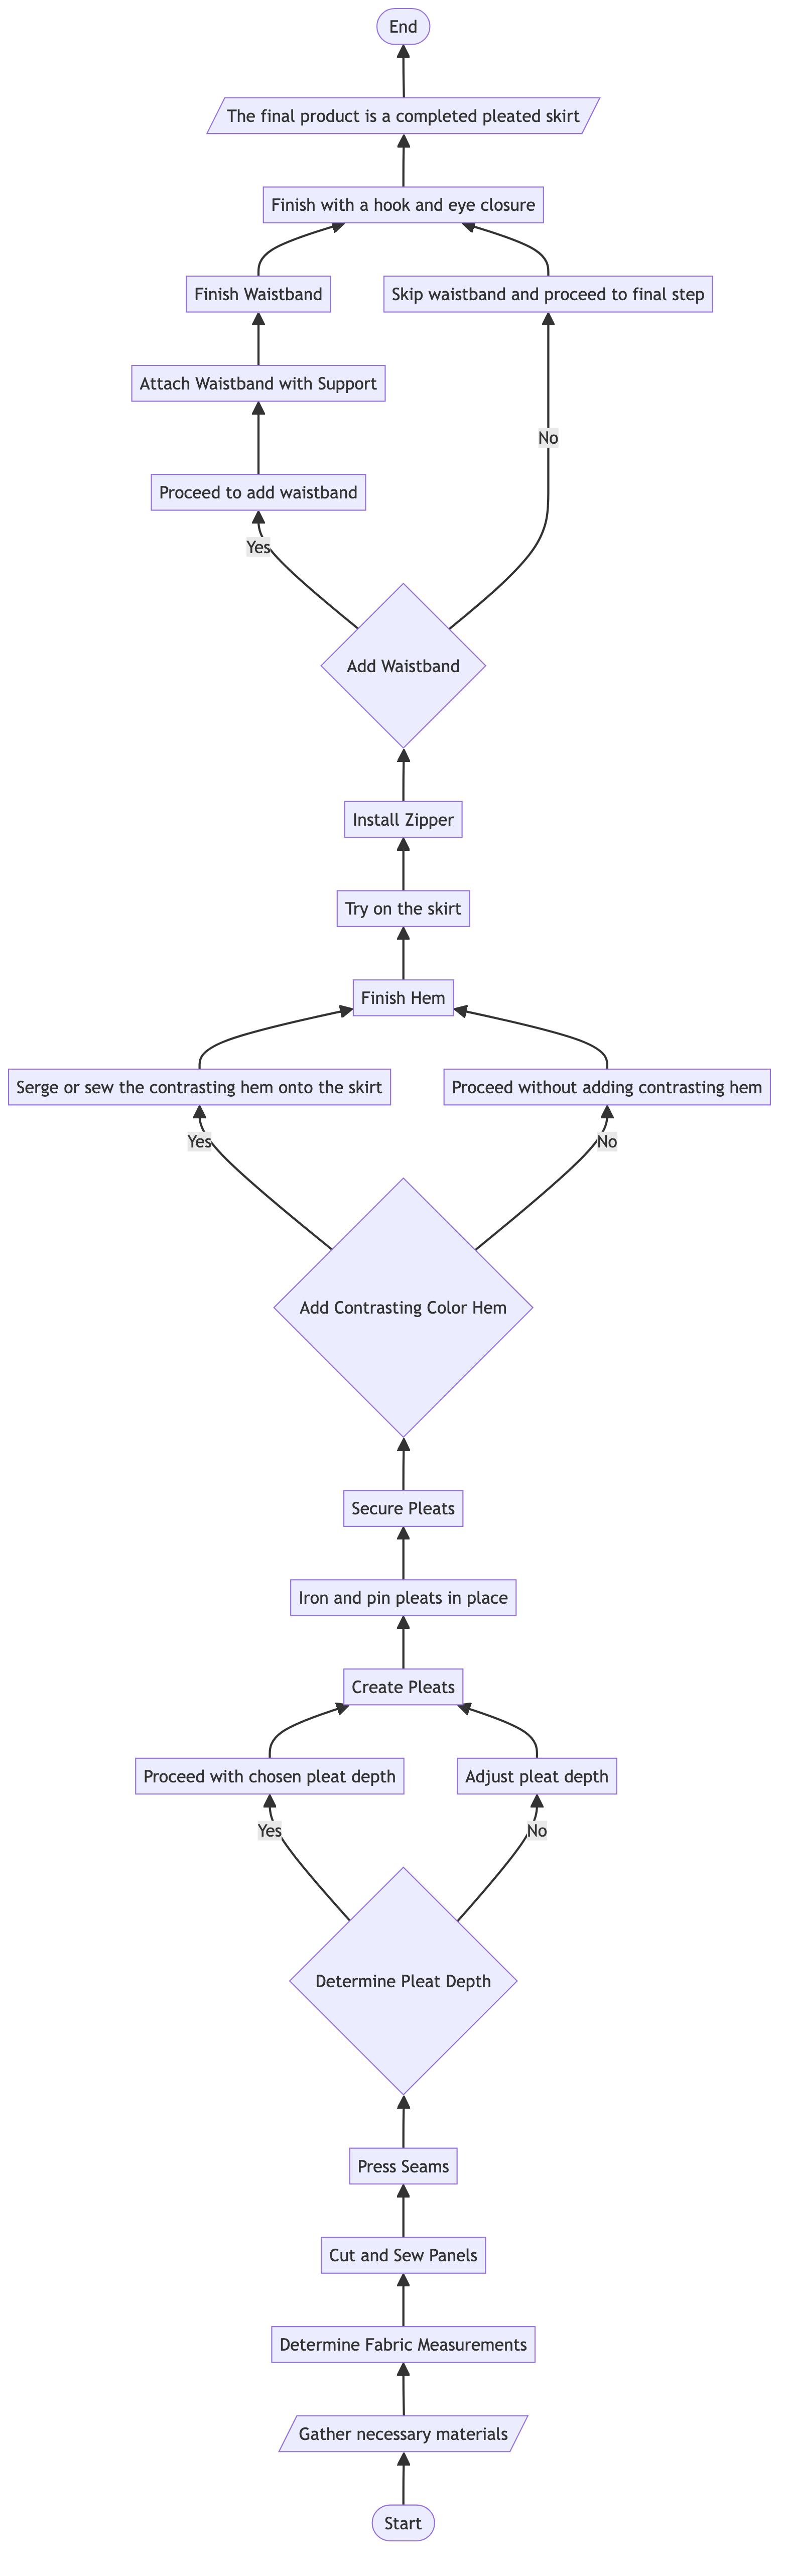 End
The final product is a completed pleated skirt
Finish with a hook and eye closure
Finish Waistband
Skip waistband and proceed to final step
Attach Waistband with Support
No
Proceed to add waistband
Yes
Add Waistband
Install Zipper
Try on the skirt
Finish Hem
Serge or sew the contrasting hem onto the skirt
Proceed without adding contrasting hem
Yes
No
Add Contrasting Color Hem
Secure Pleats
Iron and pin pleats in place
Create Pleats
Proceed with chosen pleat depth
Adjust pleat depth
Yes
No
Determine Pleat Depth
Press Seams
Cut and Sew Panels
Determine Fabric Measurements
Gather necessary materials
Start